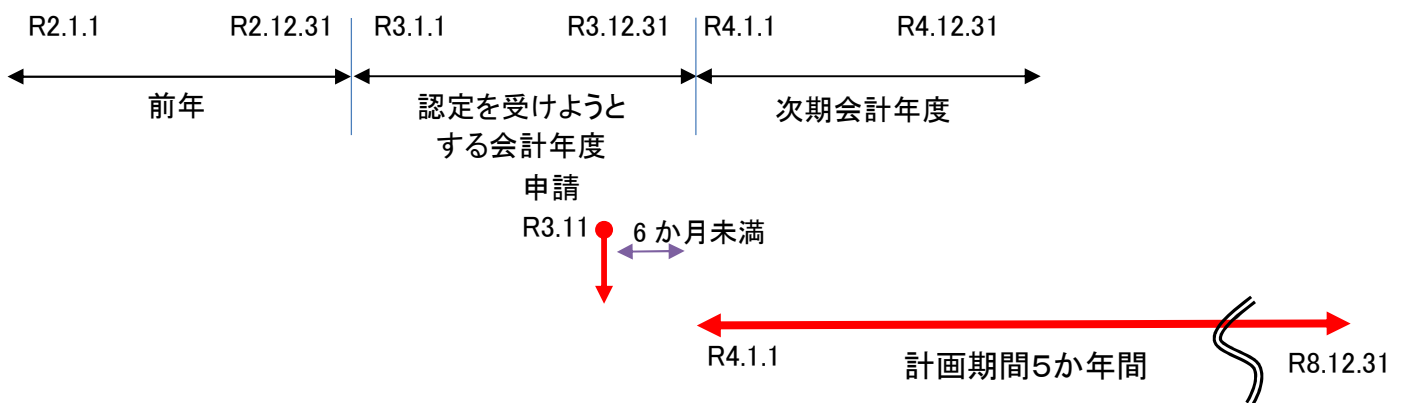 R2.1.1 R2.12.31 R3.1.1 R3.12.31 R4.1.1 R4.12.31
前年
認定を受けようと
する会計年度
次期会計年度
申請
R3.11
6 か月未満
R4.1.1
計画期間5か年間
R8.12.31